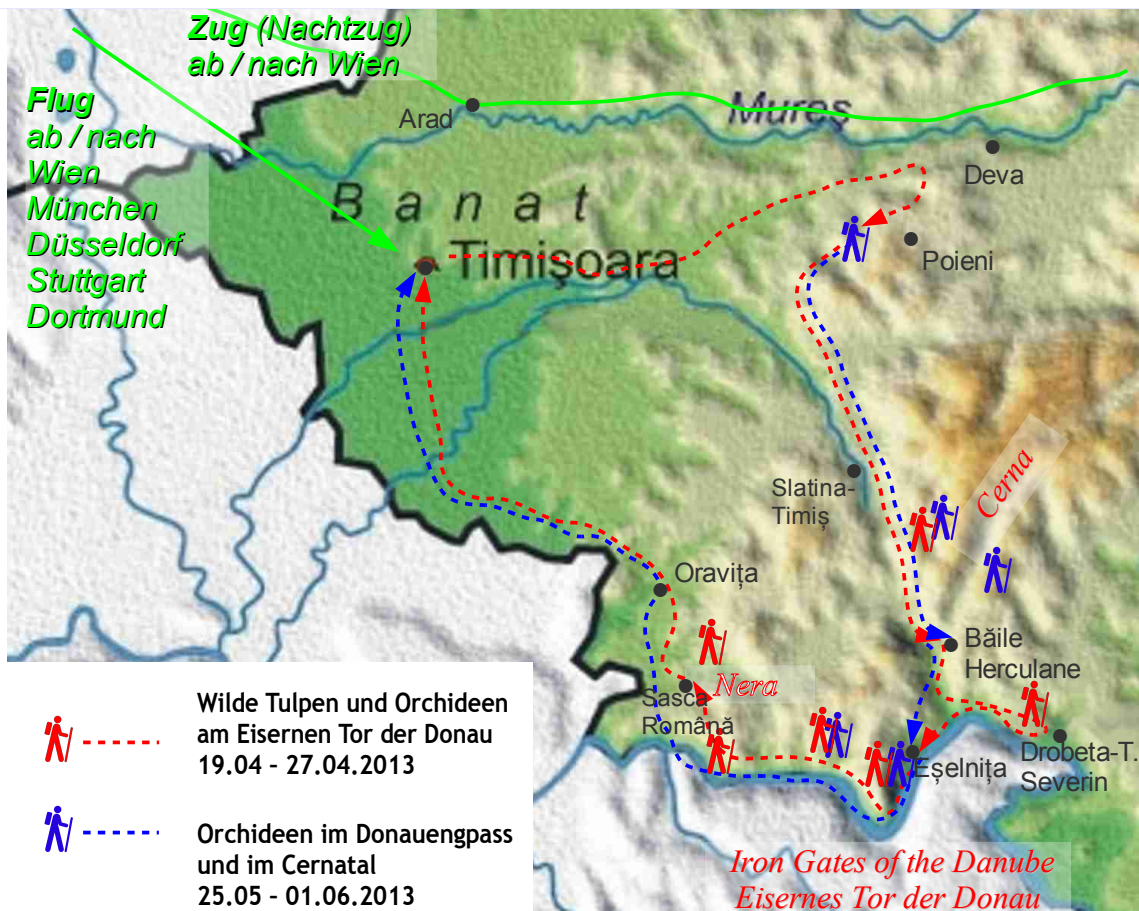 Zug (Nachtzug)
ab / nach Wien
Flug
ab / nach
Wien
München
Düsseldorf
Stuttgart
Dortmund
Arad
Mureş
Deva
Banat
Timişoara
Poieni
Slatina-
Timiș
Cerna
Oravița
Băile
Herculane
Nera
Sasca
Română
Eșelnița
Drobeta-T.
Severin
Iron Gates of the Danube
Eisernes Tor der Donau
Wilde Tulpen und Orchideen
am Eisernen Tor der Donau
19.04 - 27.04.2013
Orchideen im Donauengpass
und im Cernatal
25.05 - 01.06.2013